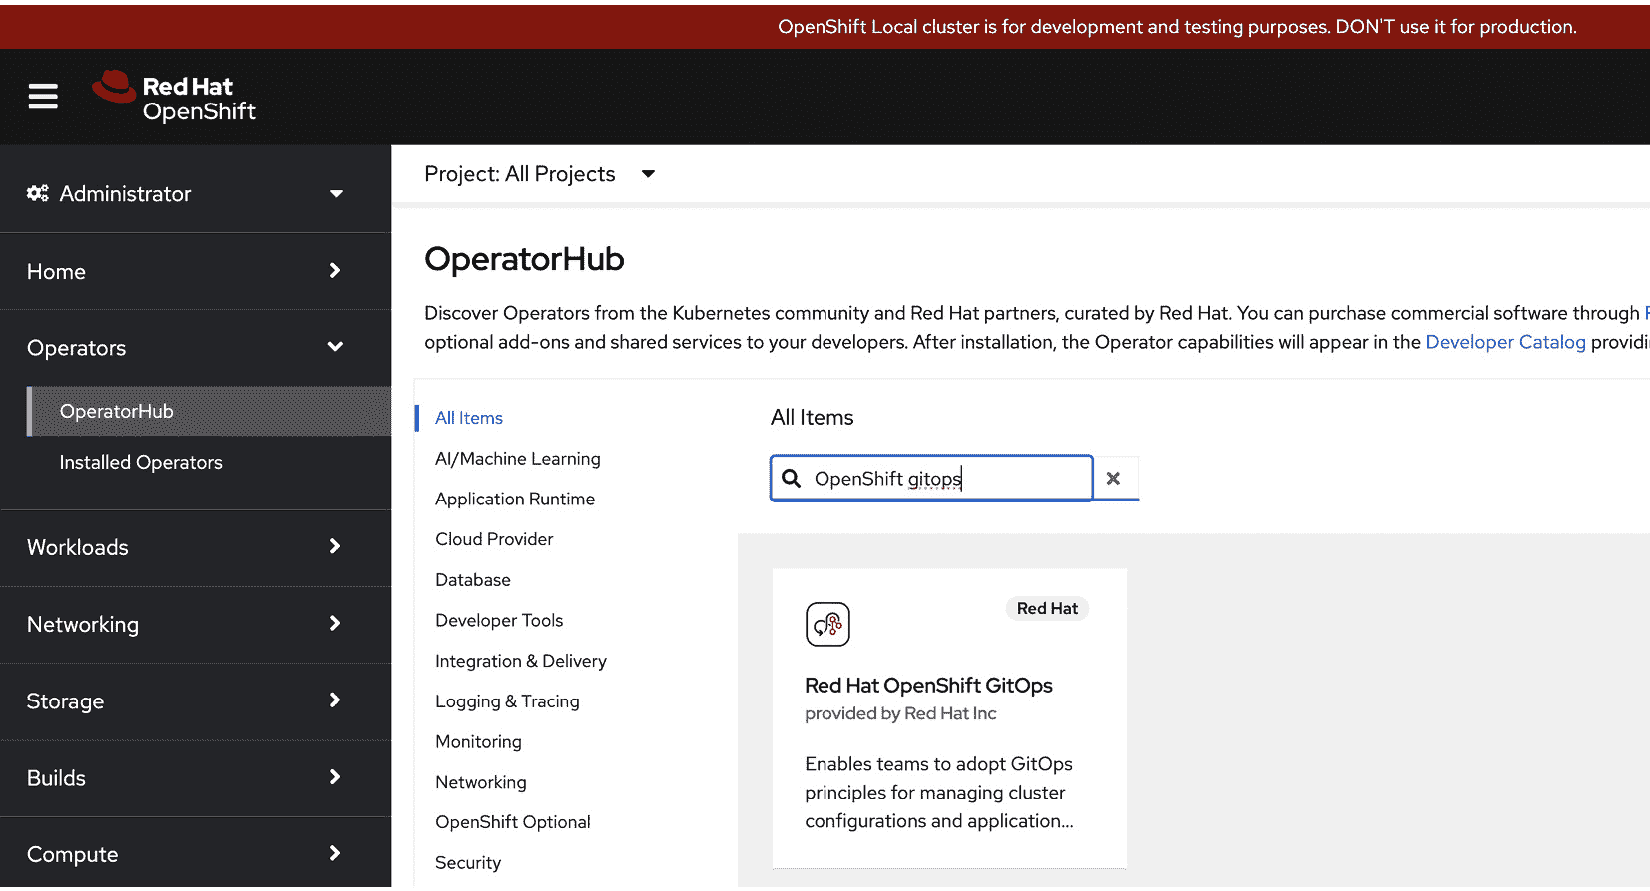 OpenShift Local cluster is for development and testing purposes. DON'T use it for production.
Red Hat
OpenShift
Administrator
Home
Operators
OperatorHub
Installed Operators
Workloads
Networking
Storage
Builds
Compute
Project: All Projects
OperatorHub
Discover Operators from the Kubernetes community and Red Hat partners, curated by Red Hat. You can purchase commercial software through
optional add-ons and shared services to your developers. After installation, the Operator capabilities will appear in the Developer Catalog providi
All Items
AI/Machine Learning
Application Runtime
Cloud Provider
Database
Developer Tools
Integration & Delivery
Logging & Tracing
Monitoring
Networking
OpenShift Optional
Security
All Items
OpenShift gitops
Red Hat
Red Hat OpenShift GitOps
provided by Red Hat Inc
Enables teams to adopt GitOps
principles for managing cluster
configurations and application...